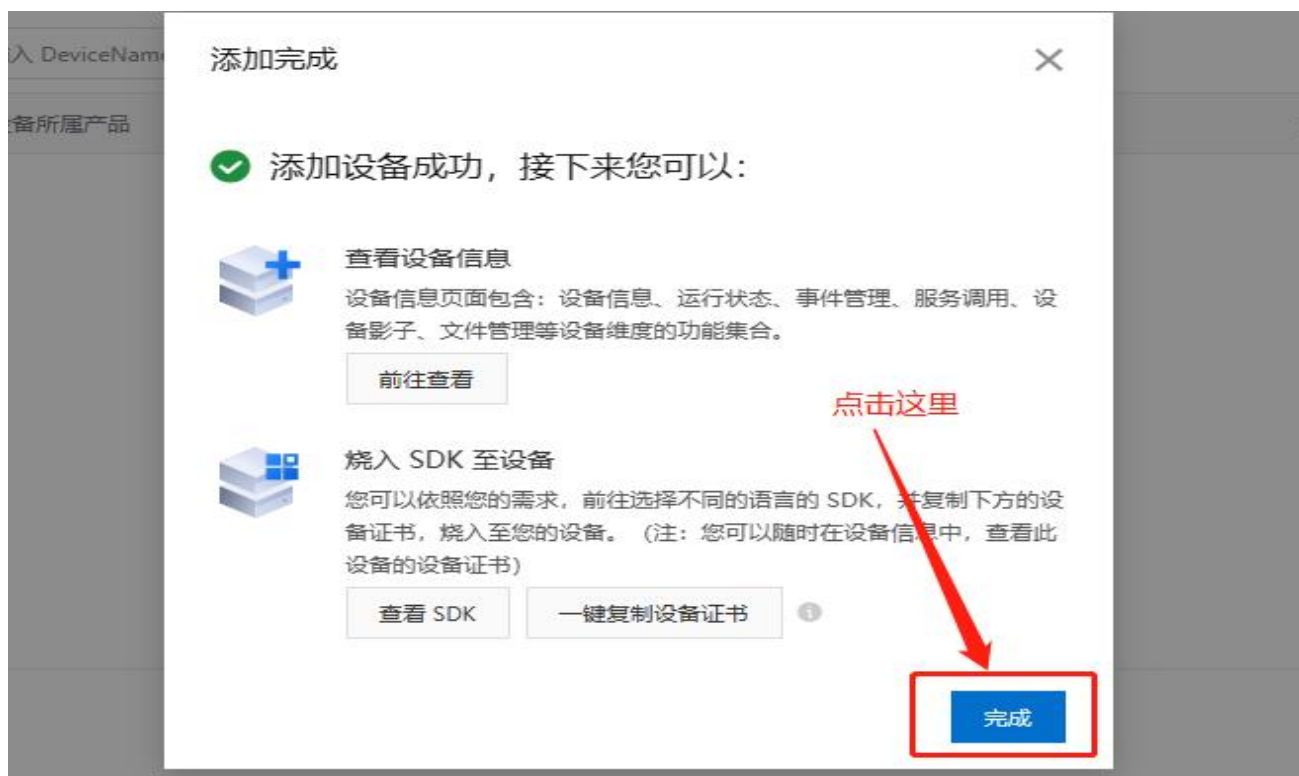 入 DeviceName
添加完成
备所属产品
添加设备成功，接下来您可以：
查看设备信息
设备信息页面包含：设备信息、运行状态、事件管理、服务调用、设
备影子、文件管理等设备维度的功能集合。
前往查看
点击这里
烧入 SDK 至设备
您可以依照您的需求，前往选择不同的语言的 SDK，并复制下方的设
备证书，烧入至您的设备。（注：您可以随时在设备信息中，查看此
设备的设备证书）
查看 SDK
一键复制设备证书
完成